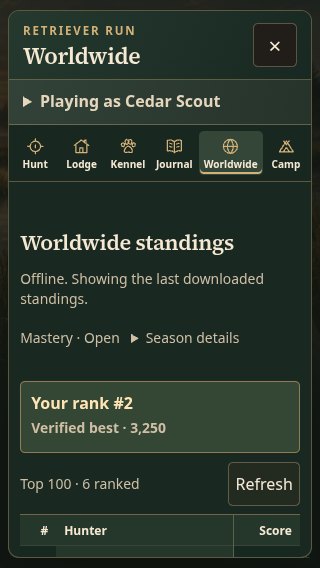 RETRIEVER RUN
Worldwide
✕
▶ Playing as Cedar Scout
Hunt Lodge Kennel Journal Worldwide Camp
Worldwide standings
Offline. Showing the last downloaded
standings.
Mastery · Open ▶ Season details
Your rank #2
Verified best · 3,250
Top 100 · 6 ranked Refresh
# Hunter Score